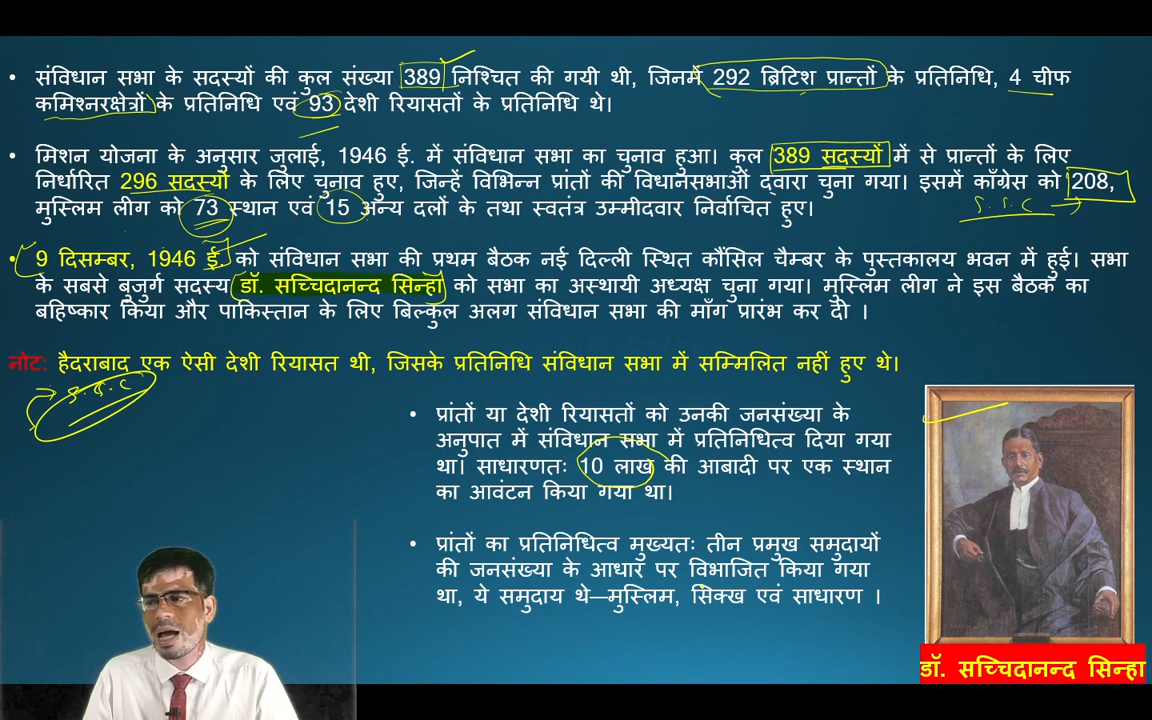 • संविधान सभा के सदस्यों की कुल संख्या 389 निश्चित की गयी थी, जिनमें 292 ब्रिटिश प्रान्तों के प्रतिनिधि, 4 चीफ
कमिश्नरक्षेत्रों के प्रतिनिधि एवं 93 देशी रियासतों के प्रतिनिधि थे।
• मिशन योजना के अनुसार जुलाई, 1946 ई. में संविधान सभा का चुनाव हुआ। कुल 389 सदस्यों में से प्रान्तों के लिए
निर्धारित 296 सदस्यों के लिए चुनाव हुए, जिन्हें विभिन्न प्रांतों की विधानसभाओं द्वारा चुना गया। इसमें काँग्रेस को 208,
मुस्लिम लीग को 73 स्थान एवं 15 अन्य दलों के तथा स्वतंत्र उम्मीदवार निर्वाचित हुए।
• 9 दिसम्बर, 1946 ई. को संविधान सभा की प्रथम बैठक नई दिल्ली स्थित कौंसिल चैम्बर के पुस्तकालय भवन में हुई। सभा
के सबसे बुजुर्ग सदस्य डॉ. सच्चिदानन्द सिन्हा को सभा का अस्थायी अध्यक्ष चुना गया। मुस्लिम लीग ने इस बैठक का
बहिष्कार किया और पाकिस्तान के लिए बिल्कुल अलग संविधान सभा की माँग प्रारंभ कर दी ।
नोट: हैदराबाद एक ऐसी देशी रियासत थी, जिसके प्रतिनिधि संविधान सभा में सम्मिलित नहीं हुए थे।
• प्रांतों या देशी रियासतों को उनकी जनसंख्या के
अनुपात में संविधान सभा में प्रतिनिधित्व दिया गया
था। साधारणतः 10 लाख की आबादी पर एक स्थान
का आवंटन किया गया था।
• प्रांतों का प्रतिनिधित्व मुख्यतः तीन प्रमुख समुदायों
की जनसंख्या के आधार पर विभाजित किया गया
था, ये समुदाय थे—मुस्लिम, सिक्ख एवं साधारण ।
डॉ. सच्चिदानन्द सिन्हा